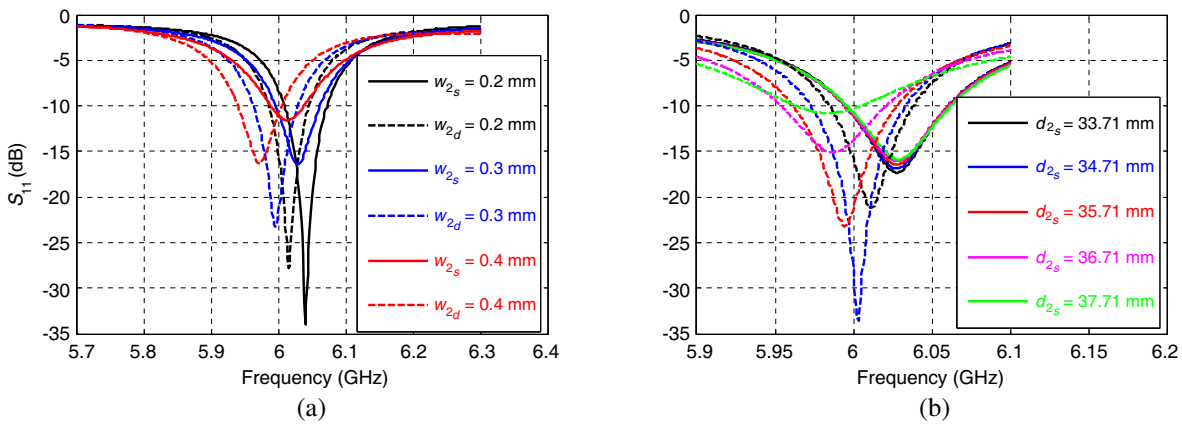 0
-5
-10
-15
-20
-25
-30
-35
S11 (dB)
5.7 5.8 5.9 6 6.1 6.2 6.3 6.4
Frequency (GHz)
w2s = 0.2 mm
w2d = 0.2 mm
w2s = 0.3 mm
w2d = 0.3 mm
w2s = 0.4 mm
w2d = 0.4 mm
(a)
0
-5
-10
-15
-20
-25
-30
-35
5.9 5.95 6 6.05 6.1 6.2
Frequency (GHz)
d2s = 33.71 mm
d2s = 34.71 mm
d2s = 35.71 mm
d2s = 36.71 mm
d2s = 37.71 mm
(b)